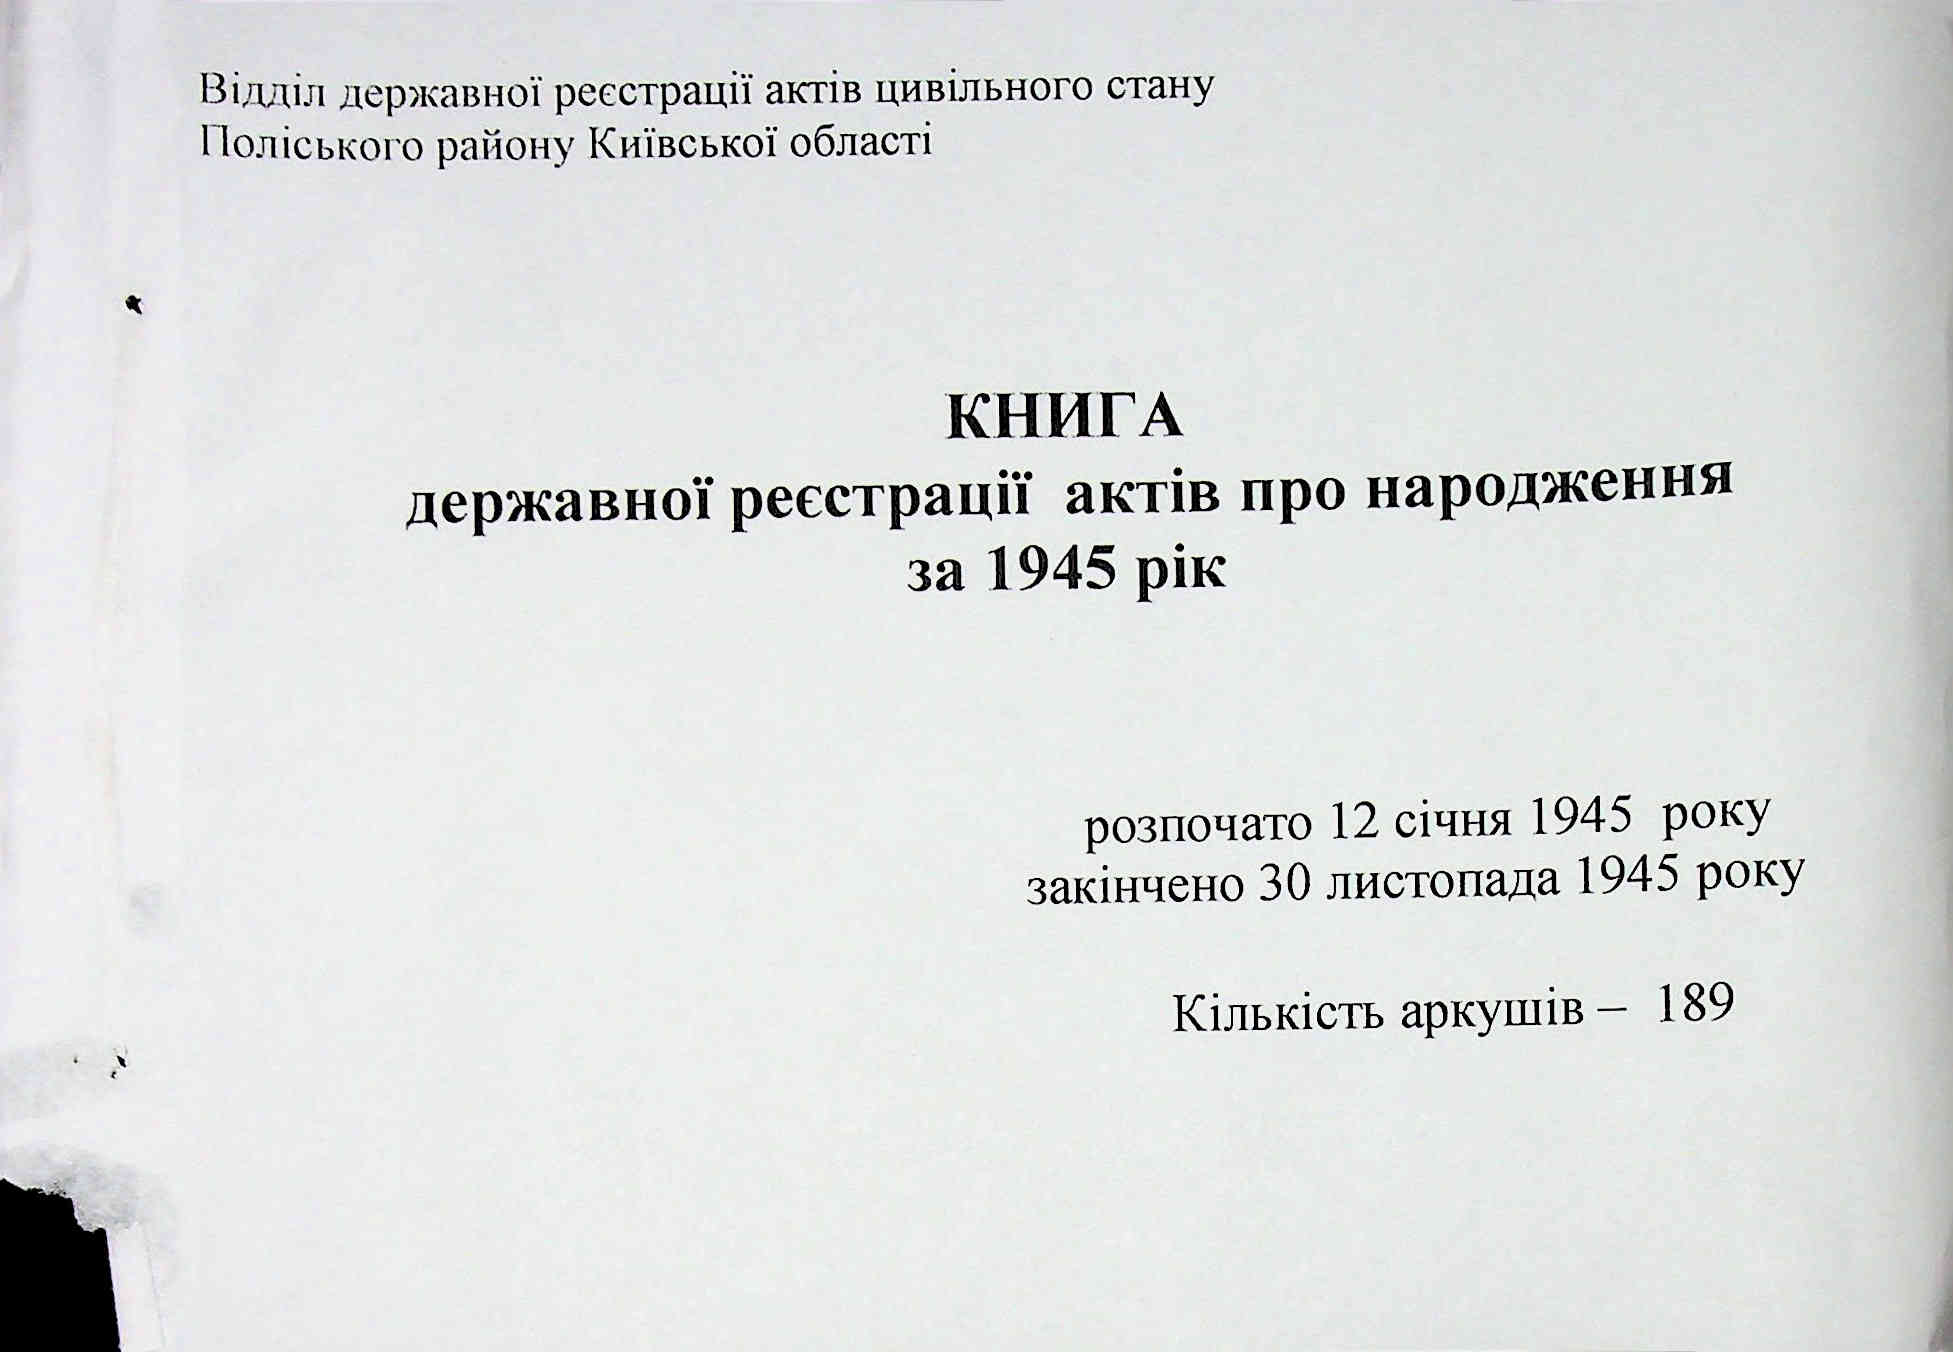 Відділ державної реєстрації актів цивільного стану
Поліського району Київської області
КНИГА
державної реєстрації актів про народження
за 1945 рік
розпочато 12 січня 1945 року
закінчено 30 листопада 1945 року
Кількість аркушів – 189